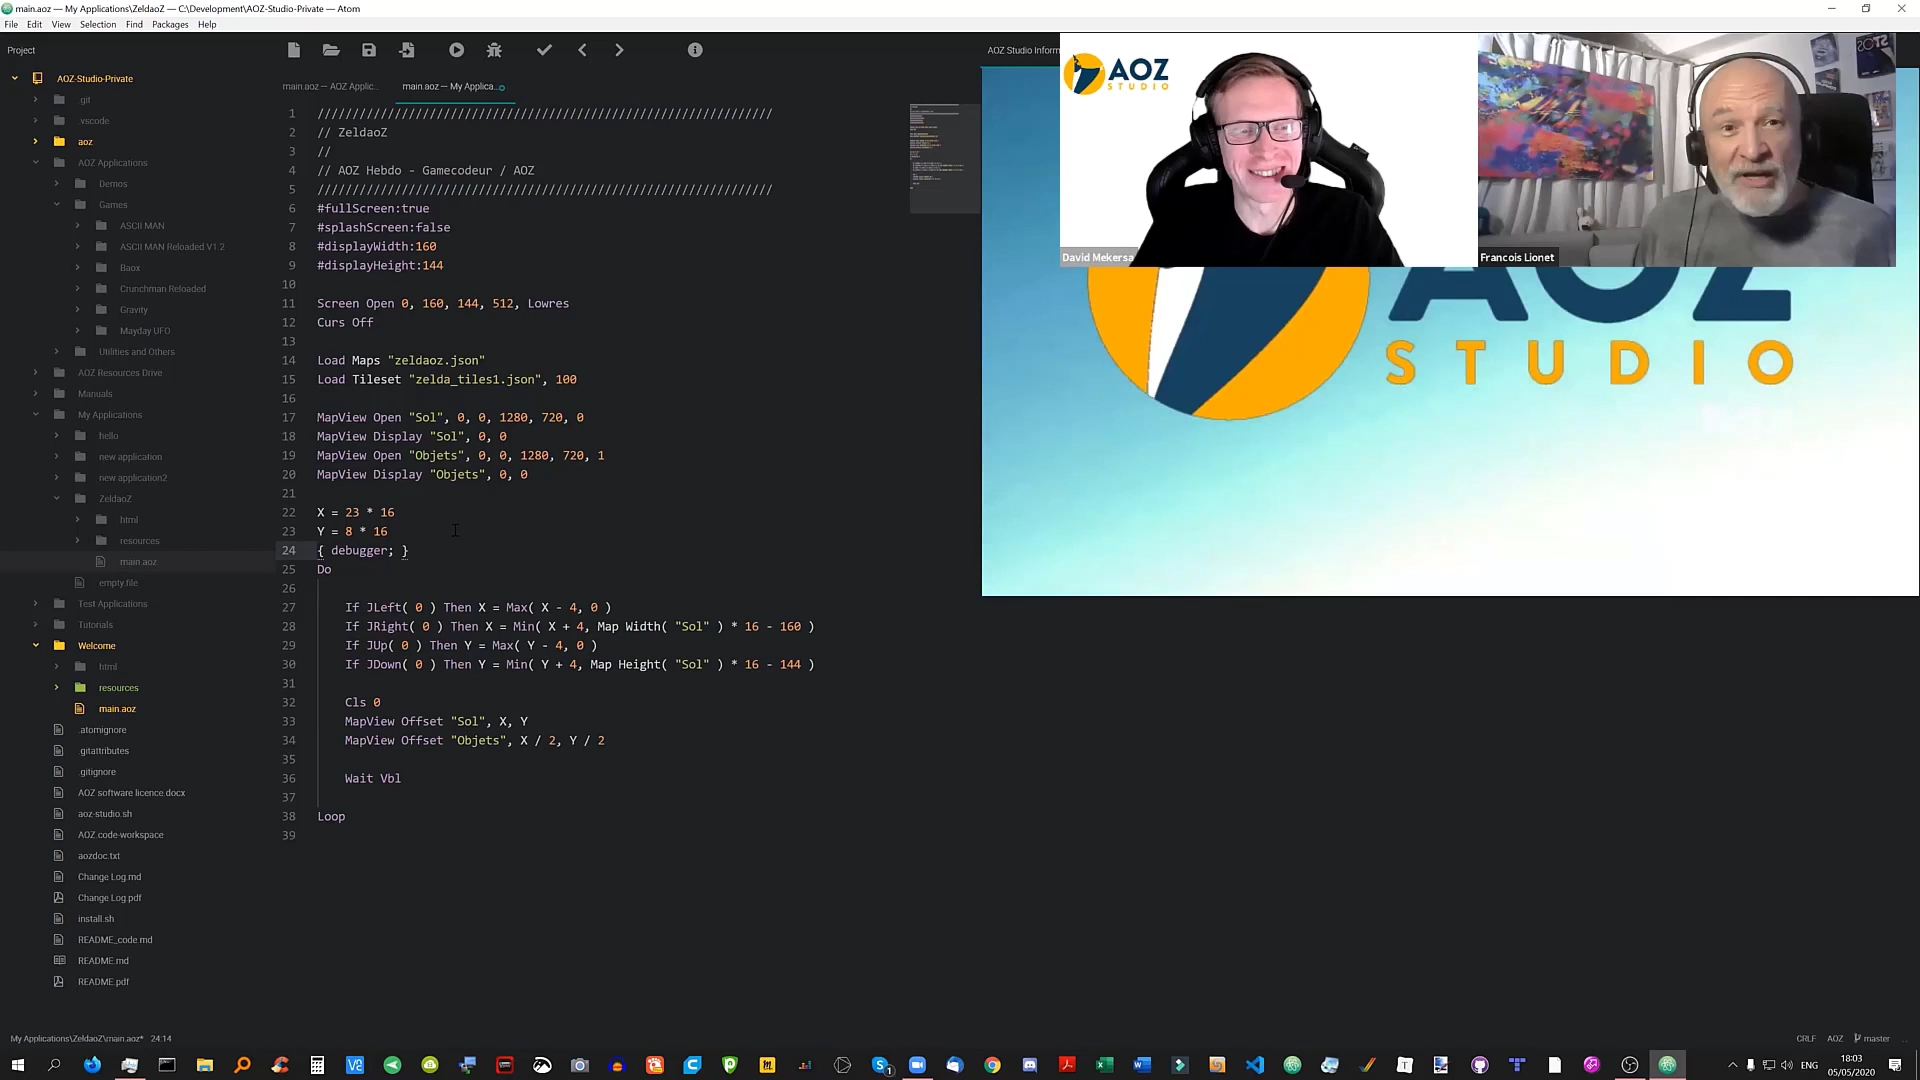 main.aoz — My Applications\ZeldaoZ — C:\Development\AOZ-Studio-Private — Atom
File Edit View Selection Find Packages Help
Project
AOZ-Studio-Private
.git
.vscode
aoz
AOZ Applications
Demos
Games
ASCII MAN
ASCII MAN Reloaded V1.2
Baox
Crunchman Reloaded
Gravity
Mayday UFO
Utilities and Others
AOZ Resources Drive
Manuals
My Applications
hello
new application
new application2
ZeldaoZ
html
resources
main.aoz
empty.file
Test Applications
Tutorials
Welcome
html
resources
main.aoz
.atomignore
.gitattributes
.gitignore
AOZ software licence.docx
aoz-studio.sh
AOZ.code-workspace
aozdoc.txt
Change Log.md
Change Log.pdf
install.sh
README_code.md
README.md
README.pdf
main.aoz — AOZ Applic...
main.aoz — My Applica...
1 /////////////////////////////////////////////////////////////////
2 // ZeldaoZ
3 //
4 // AOZ Hebdo - Gamecodeur / AOZ
5 /////////////////////////////////////////////////////////////////
6 #fullScreen:true
7 #splashScreen:false
8 #displayWidth:160
9 #displayHeight:144
10
11 Screen Open 0, 160, 144, 512, Lowres
12 Curs Off
13
14 Load Maps "zeldaoz.json"
15 Load Tileset "zelda_tiles1.json", 100
16
17 MapView Open "Sol", 0, 0, 1280, 720, 0
18 MapView Display "Sol", 0, 0
19 MapView Open "Objets", 0, 0, 1280, 720, 1
20 MapView Display "Objets", 0, 0
21
22 X = 23 * 16
23 Y = 8 * 16
24 { debugger; }
25 Do
26
27 If JLeft( 0 ) Then X = Max( X - 4, 0 )
28 If JRight( 0 ) Then X = Min( X + 4, Map Width( "Sol" ) * 16 - 160 )
29 If JUp( 0 ) Then Y = Max( Y - 4, 0 )
30 If JDown( 0 ) Then Y = Min( Y + 4, Map Height( "Sol" ) * 16 - 144 )
31
32 Cls 0
33 MapView Offset "Sol", X, Y
34 MapView Offset "Objets", X / 2, Y / 2
35
36 Wait Vbl
37
38 Loop
39
AOZ Studio Inform
AOZ
STUDIO
David Mekersa
Francois Lionet
AOZ
STUDIO
My Applications\ZeldaoZ\main.aoz* 24:14
CRLF AOZ master
ENG
18:03
05/05/2020